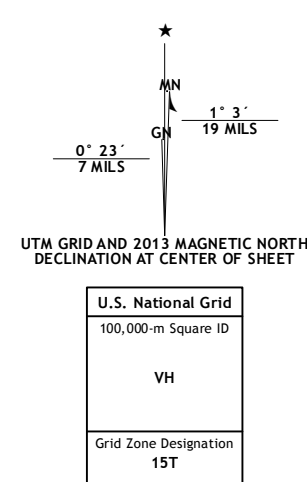 ★
MN
1° 3´
19 MILS
GN
0° 23´
7 MILS
UTM GRID AND 2013 MAGNETIC NORTH
DECLINATION AT CENTER OF SHEET
U.S. National Grid
100,000-m Square ID
VH
Grid Zone Designation
15T